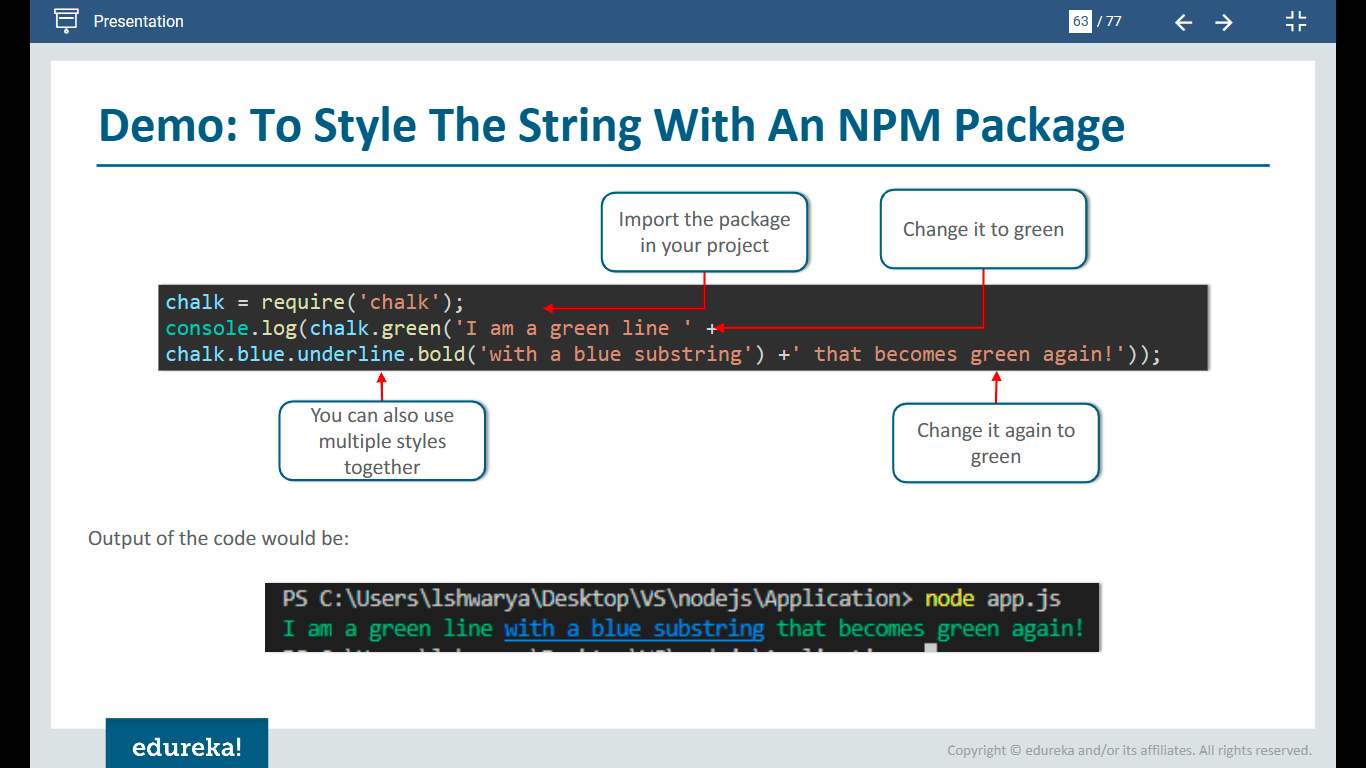 Presentation
63 / 77
Demo: To Style The String With An NPM Package
Import the package
in your project
Change it to green
chalk = require('chalk');
console.log(chalk.green('I am a green line ' +
chalk.blue.underline.bold('with a blue substring') +' that becomes green again!'));
You can also use
multiple styles
together
Change it again to
green
Output of the code would be:
PS C:\Users\lshwarya\Desktop\VS\nodejs\Application> node app.js
I am a green line with a blue substring that becomes green again!
edureka!
Copyright © edureka and/or its affiliates. All rights reserved.